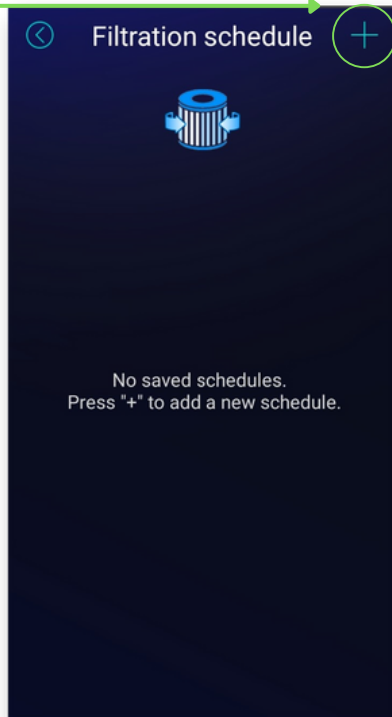 Filtration schedule
No saved schedules.
Press "+" to add a new schedule.